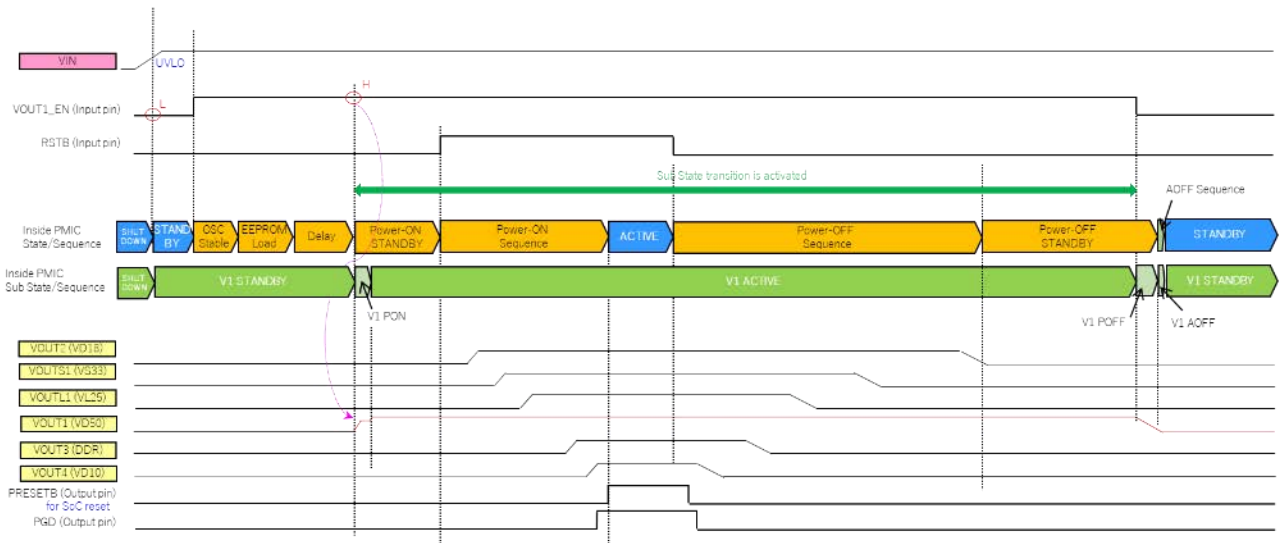 VIN
UVLO
H
L
VOUT1_EN (Input pin)
RSTB (Input pin)
Sub State transition is activated
AOFF Sequence
Inside PMIC
State/Sequence
SHUT
DOWN
STAND
BY
OSC
Stable
EEPROM
Load
Delay
Power-ON
STANDBY
Power-ON
Sequence
ACTIVE
Power-OFF
Sequence
Power-OFF
STANDBY
STANDBY
Inside PMIC
Sub State/Sequence
SHUT
DOWN
V1 STANDBY
V1 ACTIVE
V1 STANDBY
V1 PON
V1 POFF
V1 AOFF
VOUT2 (VD18)
VOUTS1 (VS33)
VOUTL1 (VL25)
VOUT1 (VD50)
VOUT3 (DDR)
VOUT4 (VD10)
PRESETB (Output pin)
for SoC reset
PGD (Output pin)